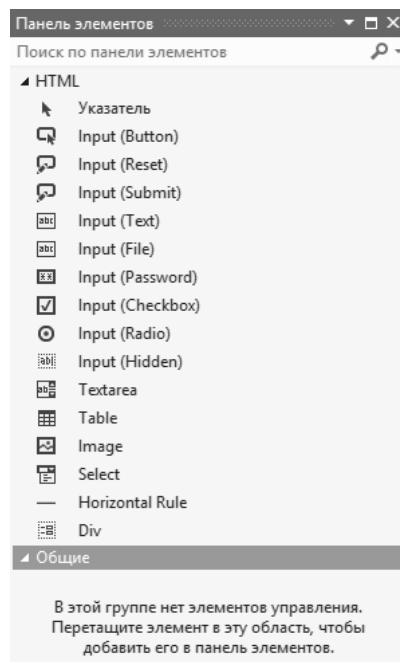 Панель элементов
Поиск по панели элементов
HTML
Указатель
Input (Button)
Input (Reset)
Input (Submit)
Input (Text)
Input (File)
Input (Password)
Input (Checkbox)
Input (Radio)
Input (Hidden)
Textarea
Table
Image
Select
Horizontal Rule
Div
Общие
В этой группе нет элементов управления.
Перетащите элемент в эту область, чтобы
добавить его в панель элементов.